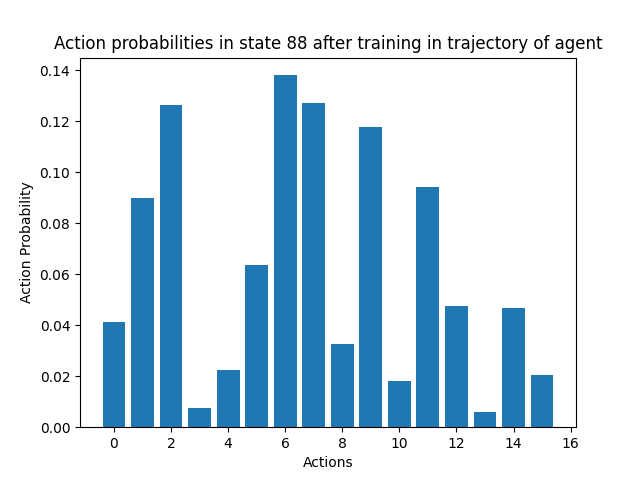 Action probabilities in state 88 after training in trajectory of agent
0.14
0.12
0.10
0.08
0.06
0.04
0.02
0.00
Action Probability
0 2 4 6 8 10 12 14 16
Actions